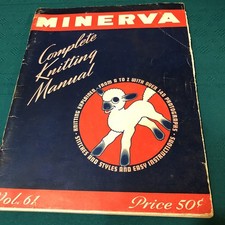 MINERVA
Complete
Knitting
Manual
KNITTING EXPLAINED - FROM A TO Z WITH OVER 140 PHOTOGRAPHS
STITCHES AND STYLES AND EASY INSTRUCTIONS
Vol. 61
Price 50¢